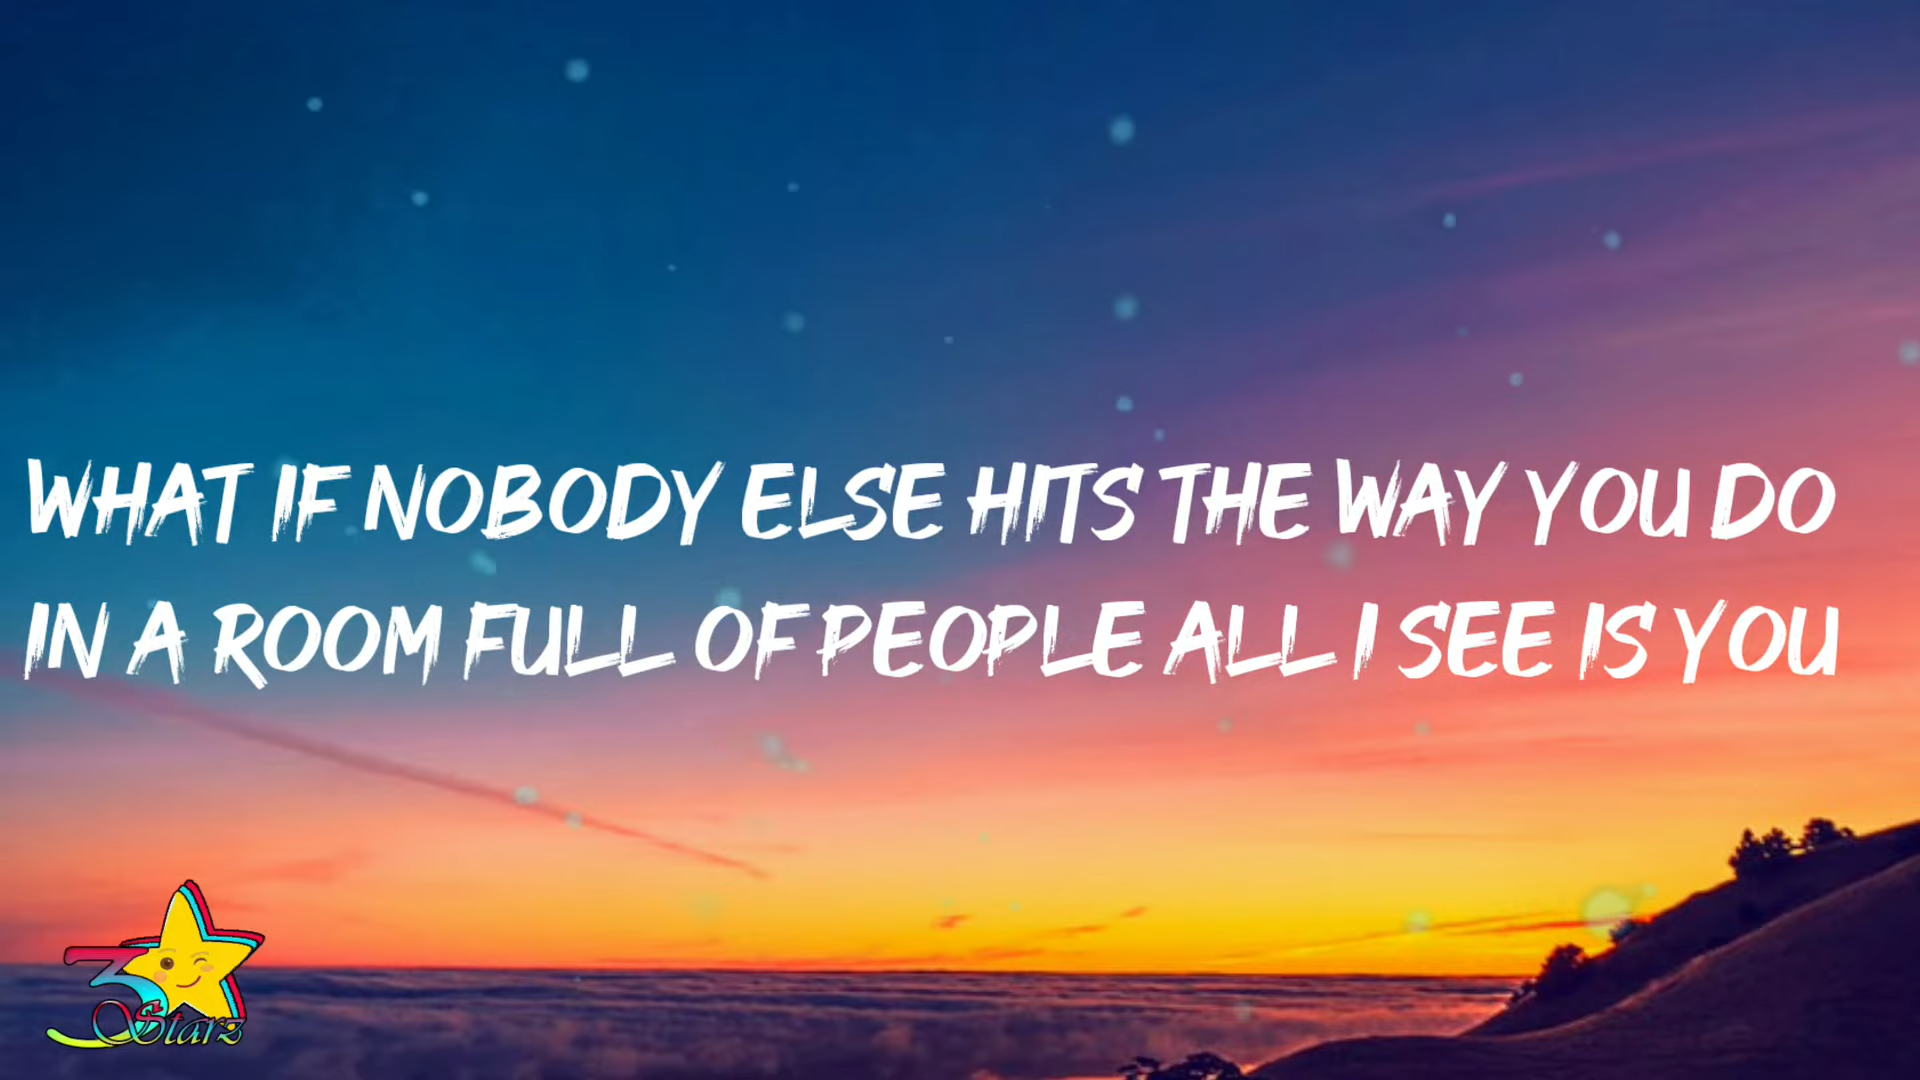 WHAT IF NOBODY ELSE HITS THE WAY YOU DO
IN A ROOM FULL OF PEOPLE ALL I SEE IS YOU
3
Starz